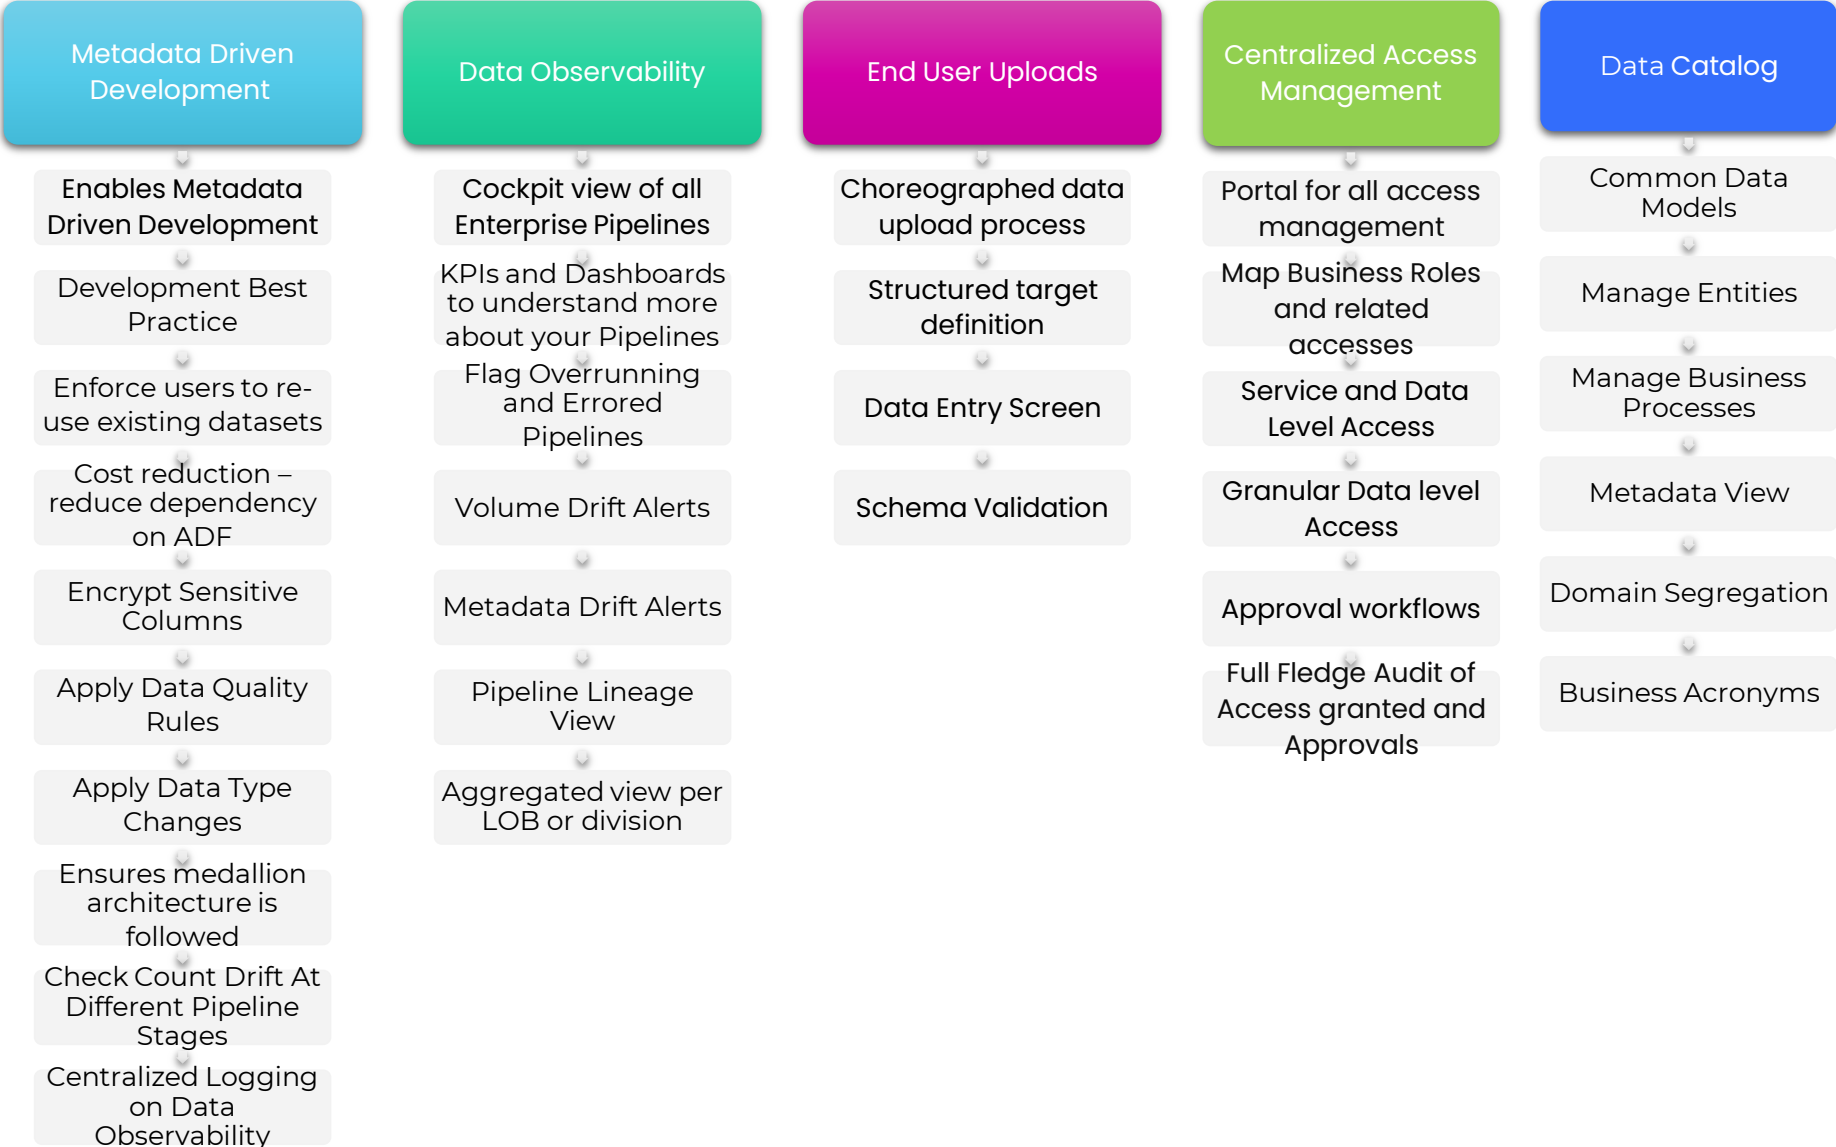 Metadata Driven
Development
Enables Metadata
Driven Development
Development Best
Practice
Enforce users to re-
use existing datasets
Cost reduction –
reduce dependency
on ADF
Encrypt Sensitive
Columns
Apply Data Quality
Rules
Apply Data Type
Changes
Ensures medallion
architecture is
followed
Check Count Drift At
Different Pipeline
Stages
Centralized Logging
on Data
Observability
Data Observability
Cockpit view of all
Enterprise Pipelines
KPIs and Dashboards
to understand more
about your Pipelines
Flag Overrunning
and Errored
Pipelines
Volume Drift Alerts
Metadata Drift Alerts
Pipeline Lineage
View
Aggregated view per
LOB or division
End User Uploads
Choreographed data
upload process
Structured target
definition
Data Entry Screen
Schema Validation
Centralized Access
Management
Portal for all access
management
Map Business Roles
and related
accesses
Service and Data
Level Access
Granular Data level
Access
Approval workflows
Full Fledge Audit of
Access granted and
Approvals
Data Catalog
Common Data
Models
Manage Entities
Manage Business
Processes
Metadata View
Domain Segregation
Business Acronyms